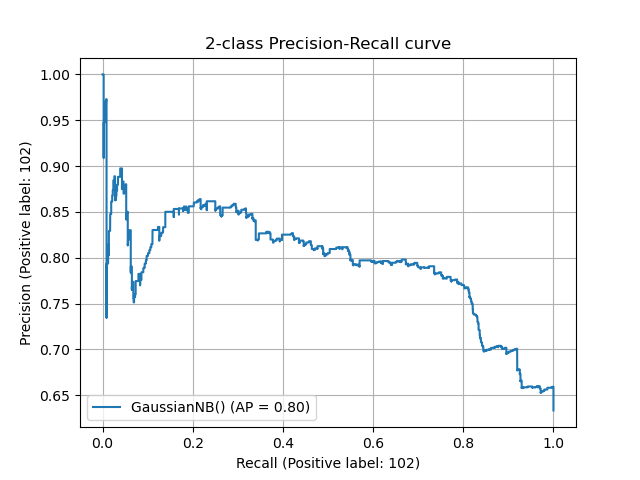 2-class Precision-Recall curve
1.00
0.95
0.90
0.85
0.80
0.75
0.70
0.65
Precision (Positive label: 102)
GaussianNB() (AP = 0.80)
0.0 0.2 0.4 0.6 0.8 1.0
Recall (Positive label: 102)